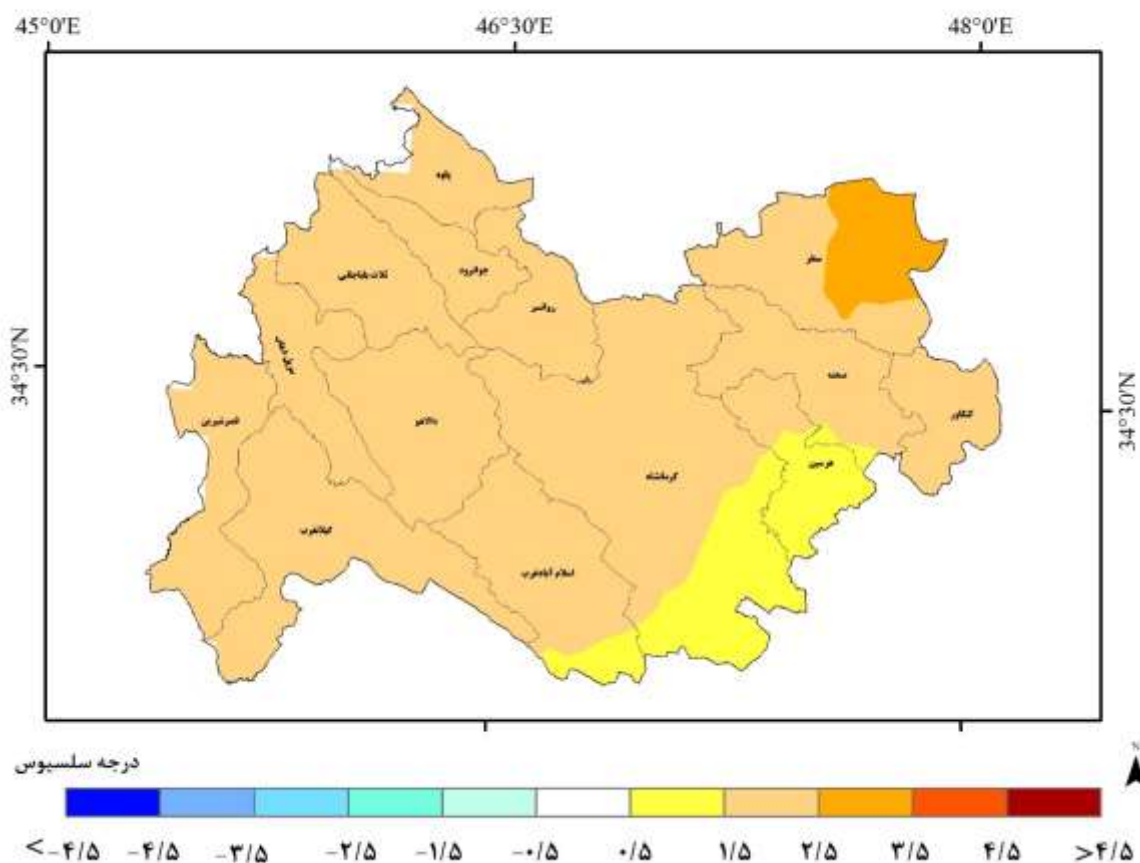 45°0'E 46°30'E 48°0'E
پاوه
سنقر
ثلاث باباجانی
جوانرود
روانسر
34°30'N
34°30'N
سرپل ذهاب
صحنه
قصرشیرین
دالاهو
کنگاور
هرسین
کرمانشاه
گیلانغرب
اسلام آبادغرب
درجه سلسیوس
N
<-۴/۵ -۴/۵ -۳/۵ -۲/۵ -۱/۵ -۰/۵ ۰/۵ ۱/۵ ۲/۵ ۳/۵ ۴/۵ >۴/۵